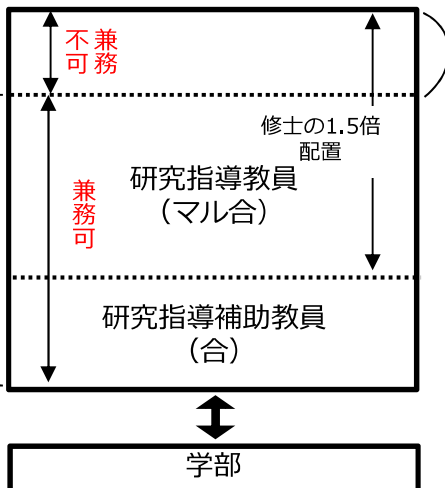 兼務
不可
修士の1.5倍
配置
兼務可
研究指導教員
（マル合）
研究指導補助教員
（合）
学部